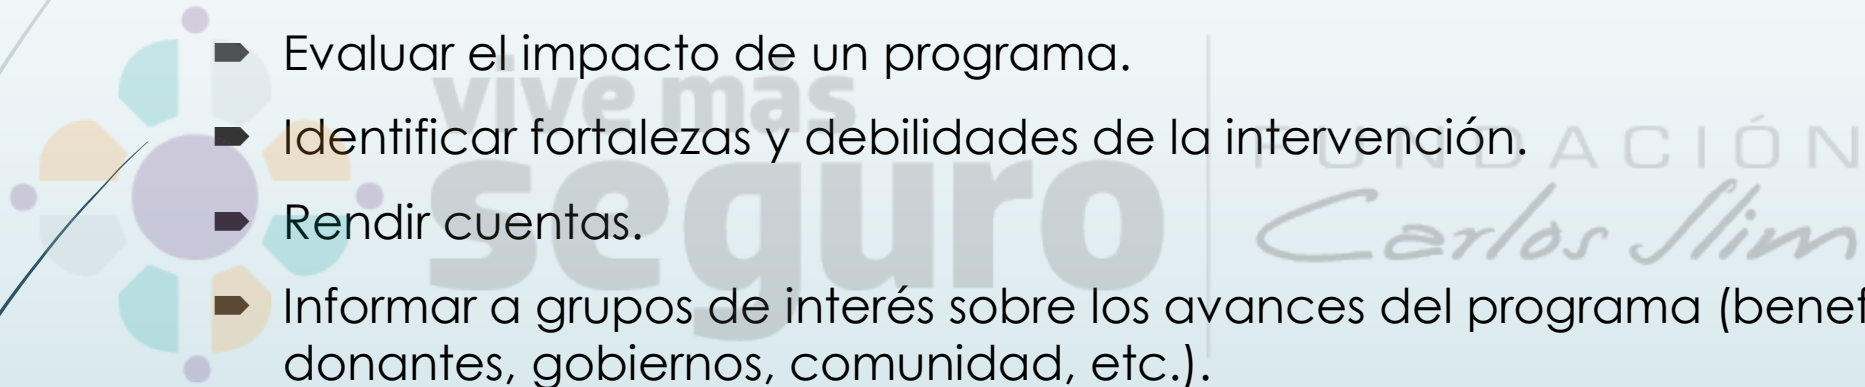 Evaluar el impacto de un programa.
Identificar fortalezas y debilidades de la intervención.
Rendir cuentas.
Informar a grupos de interés sobre los avances del programa (benef
donantes, gobiernos, comunidad, etc.).
vive mas
seguro
FUNDACIÓN
Carlos Slim